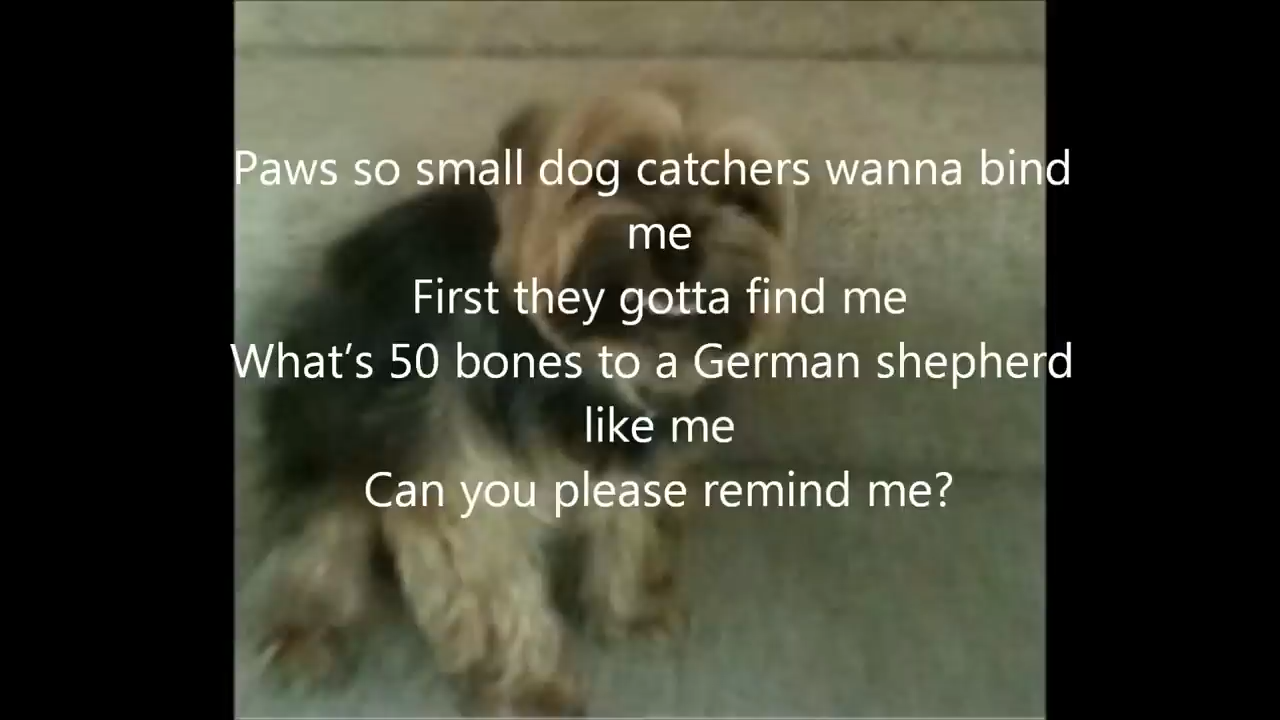 Paws so small dog catchers wanna bind
me
First they gotta find me
What's 50 bones to a German shepherd
like me
Can you please remind me?